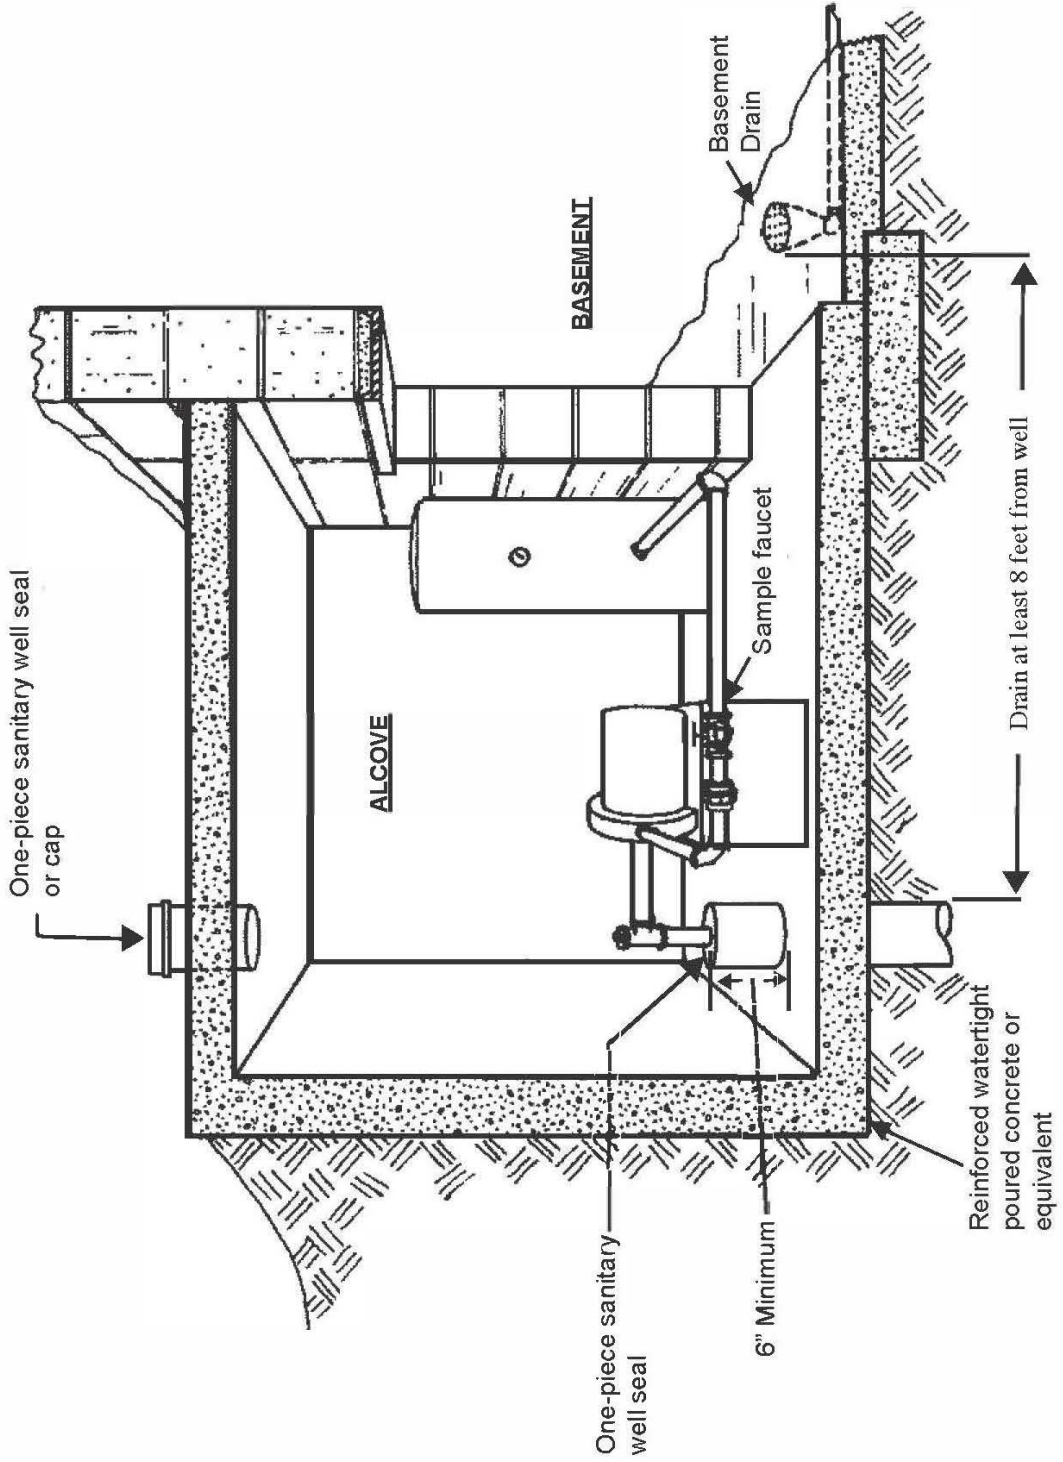 One-piece sanitary well seal
or cap
ALCOVE
BASEMENT
Basement
Drain
Sample faucet
One-piece sanitary
well seal
6" Minimum
Reinforced watertight
poured concrete or
equivalent
Drain at least 8 feet from well